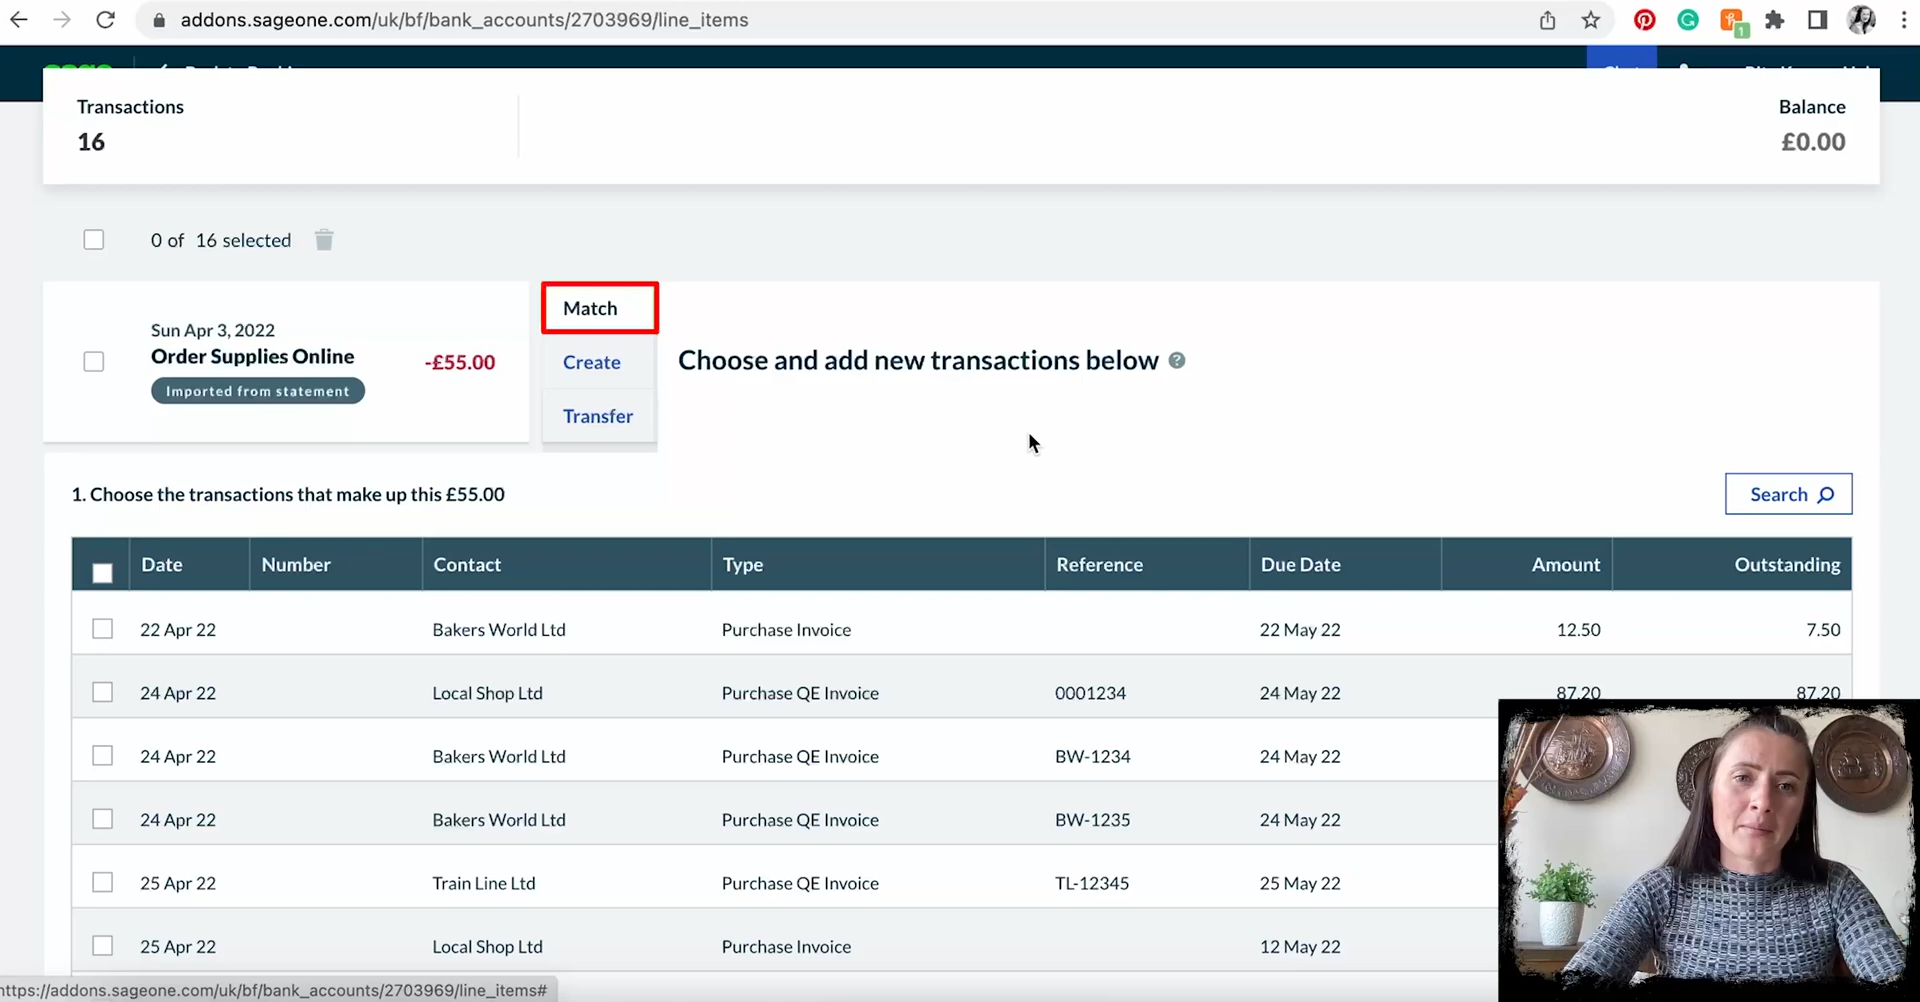 addons.sageone.com/uk/bf/bank_accounts/2703969/line_items
1
Transactions
Balance
16
£0.00
0 of 16 selected
Match
Sun Apr 3, 2022
Order Supplies Online
-£55.00
Imported from statement
Create
Choose and add new transactions below ?
Transfer
1. Choose the transactions that make up this £55.00
Search
Date Number Contact Type Reference Due Date Amount Outstanding
22 Apr 22 Bakers World Ltd Purchase Invoice 22 May 22 12.50 7.50
24 Apr 22 Local Shop Ltd Purchase QE Invoice 0001234 24 May 22 87.20 87.20
24 Apr 22 Bakers World Ltd Purchase QE Invoice BW-1234 24 May 22
24 Apr 22 Bakers World Ltd Purchase QE Invoice BW-1235 24 May 22
25 Apr 22 Train Line Ltd Purchase QE Invoice TL-12345 25 May 22
25 Apr 22 Local Shop Ltd Purchase Invoice 12 May 22
https://addons.sageone.com/uk/bf/bank_accounts/2703969/line_items#